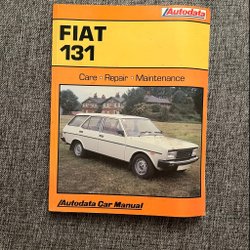 Autodata
FIAT
131
Care ○ Repair ○ Maintenance
Autodata Car Manual